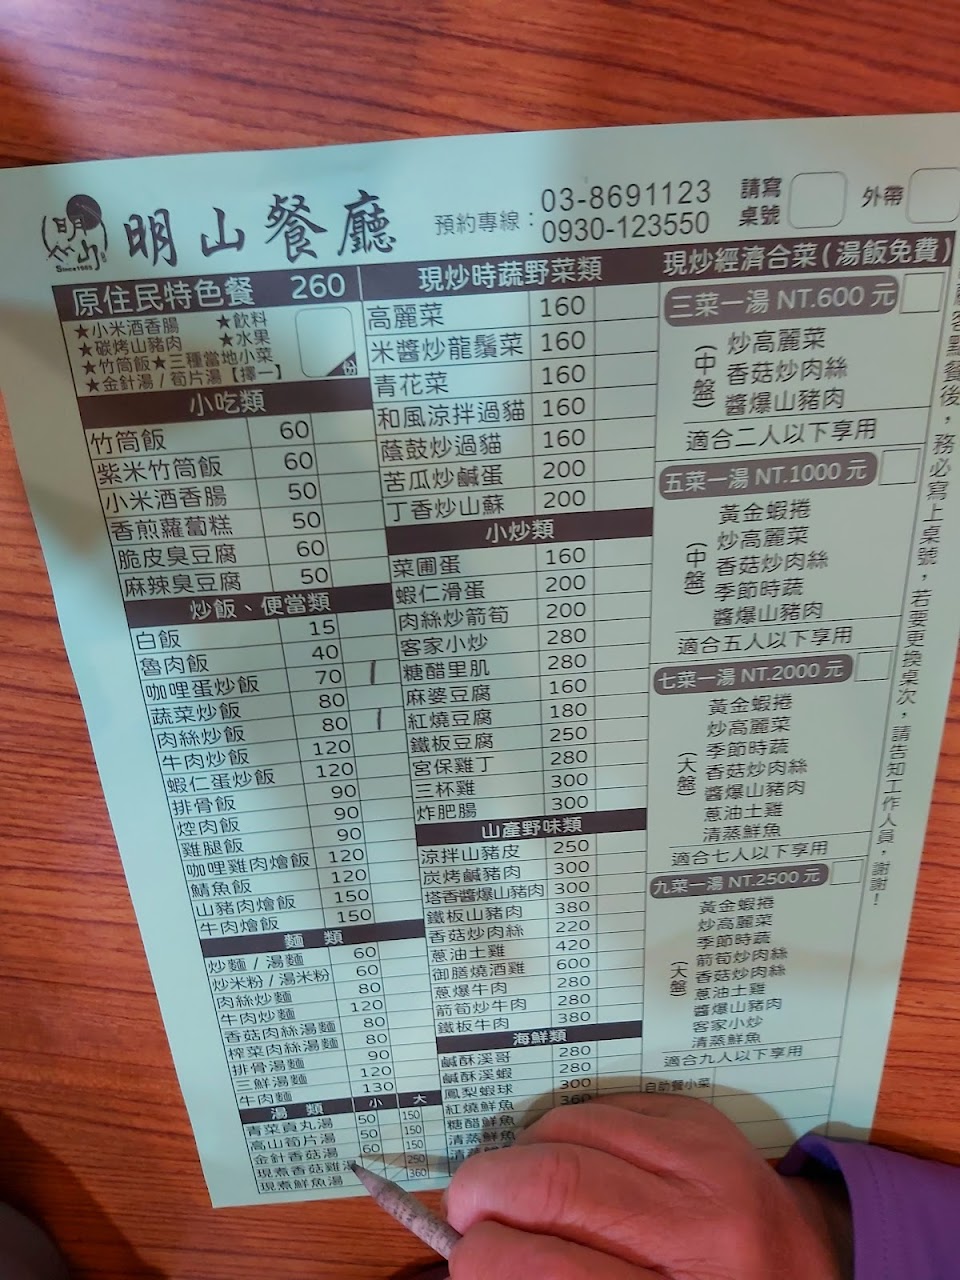 明山
Since1969
明山餐廳
預約專線：
03-8691123
0930-123550
請寫桌號
外帶
原住民特色餐 260
★小米酒香腸 ★飲料
★碳烤山豬肉 ★水果
★竹筒飯★三種當地小菜
★金針湯 / 筍片湯【擇一】
份
小吃類
竹筒飯 60
紫米竹筒飯 60
小米酒香腸 50
香煎蘿蔔糕 50
脆皮臭豆腐 60
麻辣臭豆腐 50
炒飯、便當類
白飯 15
魯肉飯 40
咖哩蛋炒飯 70 1
蔬菜炒飯 80
肉絲炒飯 80 1
牛肉炒飯 120
蝦仁蛋炒飯 120
排骨飯 90
焢肉飯 90
雞腿飯 90
咖哩雞肉燴飯 120
鯖魚飯 120
山豬肉燴飯 150
牛肉燴飯 150
麵 類
炒麵 / 湯麵 60
炒米粉 / 湯米粉 60
肉絲炒麵 80
牛肉炒麵 120
香菇肉絲湯麵 80
榨菜肉絲湯麵 80
排骨湯麵 90
三鮮湯麵 120
牛肉麵 130
湯 類 小 大
青菜貢丸湯 50 150
高山筍片湯 50 150
金針香菇湯 60 150
現煮香菇雞湯 250
現煮鮮魚湯 360
現炒時蔬野菜類
高麗菜 160
米醬炒龍鬚菜 160
青花菜 160
和風涼拌過貓 160
蔭鼓炒過貓 160
苦瓜炒鹹蛋 200
丁香炒山蘇 200
小炒類
菜圃蛋 160
蝦仁滑蛋 200
肉絲炒箭筍 200
客家小炒 280
糖醋里肌 280
麻婆豆腐 160
紅燒豆腐 180
鐵板豆腐 250
宮保雞丁 280
三杯雞 300
炸肥腸 300
山產野味類
涼拌山豬皮 250
炭烤鹹豬肉 300
塔香醬爆山豬肉 300
鐵板山豬肉 380
香菇炒肉絲 220
蔥油土雞 420
御膳燒酒雞 600
蔥爆牛肉 280
箭筍炒牛肉 280
鐵板牛肉 380
海鮮類
鹹酥溪哥 280
鹹酥溪蝦 280
鳳梨蝦球 300
紅燒鮮魚 360
糖醋鮮魚
清蒸鮮魚
現炒經濟合菜 ( 湯飯免費 )
三菜一湯 NT.600 元
(中盤)
炒高麗菜
香菇炒肉絲
醬爆山豬肉
適合二人以下享用
五菜一湯 NT.1000 元
(中盤)
黃金蝦捲
炒高麗菜
香菇炒肉絲
季節時蔬
醬爆山豬肉
適合五人以下享用
七菜一湯 NT.2000 元
(大盤)
黃金蝦捲
炒高麗菜
季節時蔬
香菇炒肉絲
醬爆山豬肉
蔥油土雞
清蒸鮮魚
適合七人以下享用
九菜一湯 NT.2500 元
(大盤)
黃金蝦捲
炒高麗菜
季節時蔬
箭筍炒肉絲
香菇炒肉絲
蔥油土雞
醬爆山豬肉
客家小炒
清蒸鮮魚
適合九人以下享用
自助餐小菜
客點餐後，務必寫上桌號，若要更換桌次，請告知工作人員，謝謝！